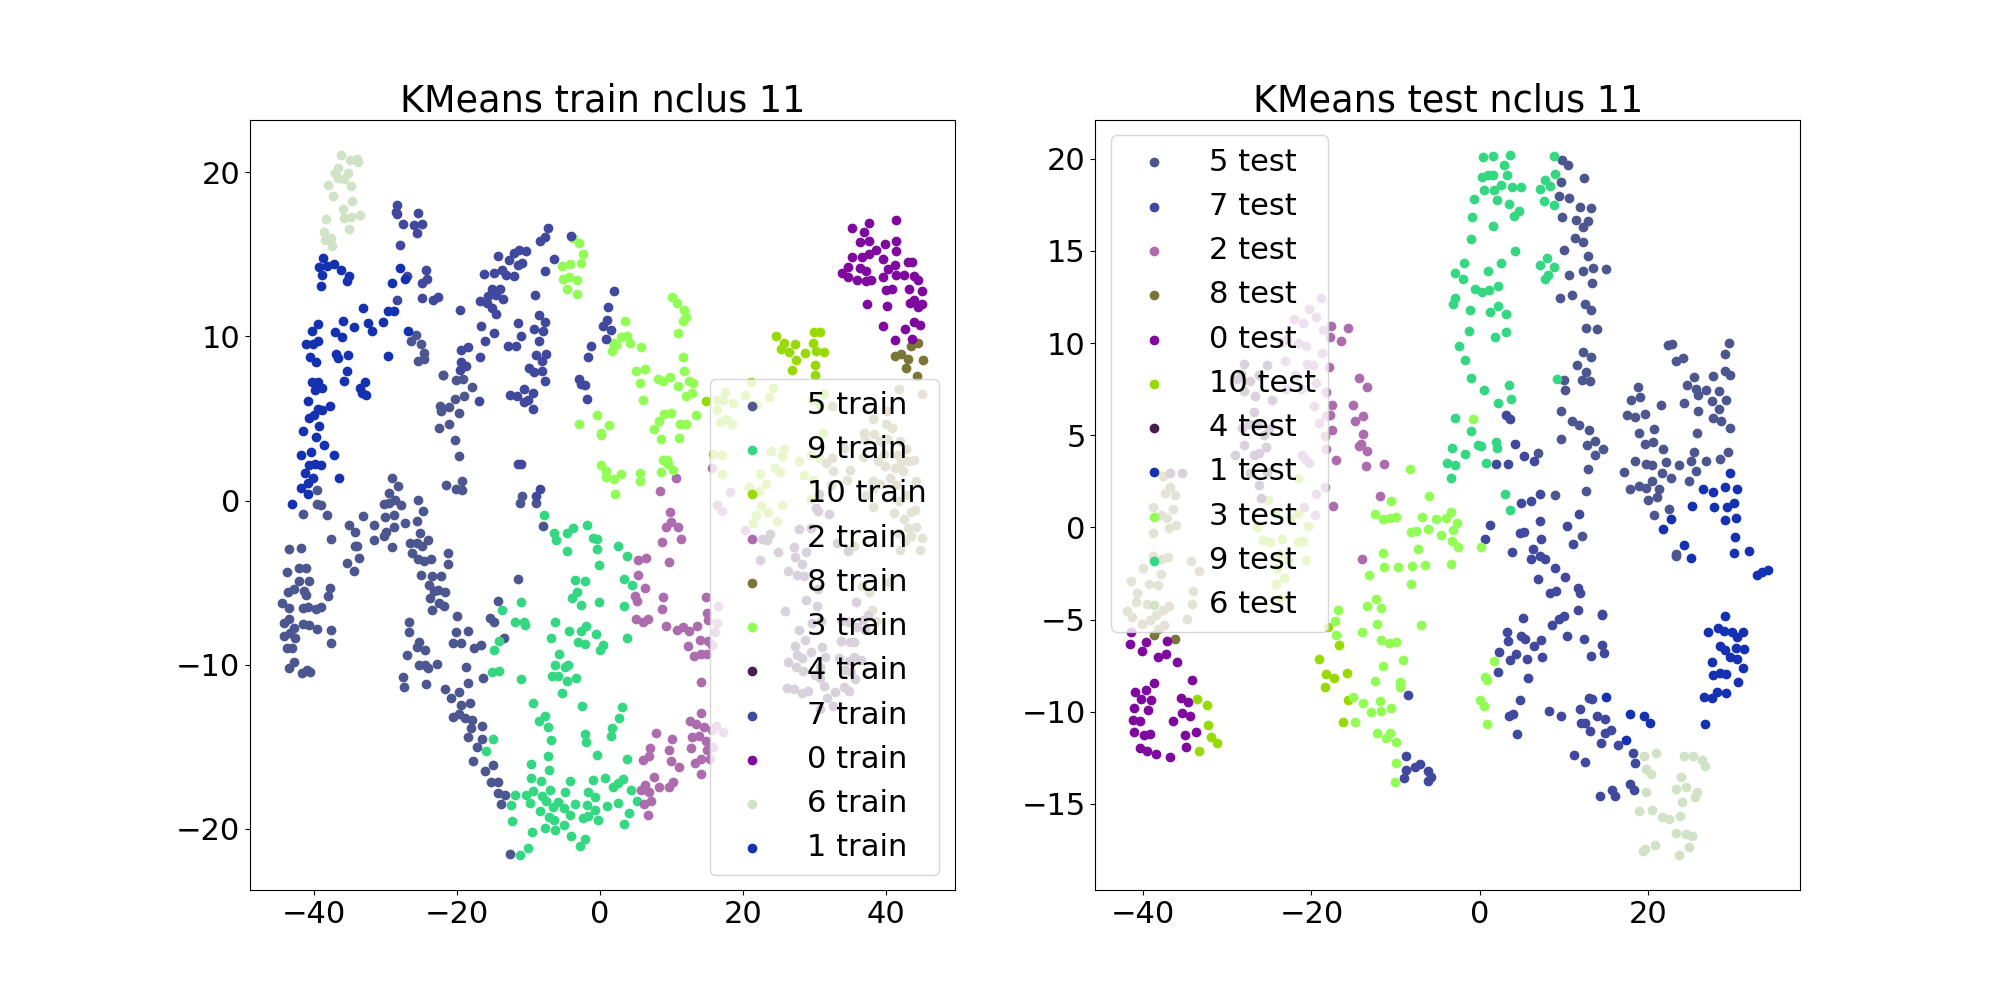 KMeans train nclus 11
20
10
0
−10
−20
−40
−20
0
20
40
5 train
9 train
10 train
2 train
8 train
3 train
4 train
7 train
0 train
6 train
1 train
KMeans test nclus 11
20
15
10
5
0
−5
−10
−15
−40
−20
0
20
5 test
7 test
2 test
8 test
0 test
10 test
4 test
1 test
3 test
9 test
6 test